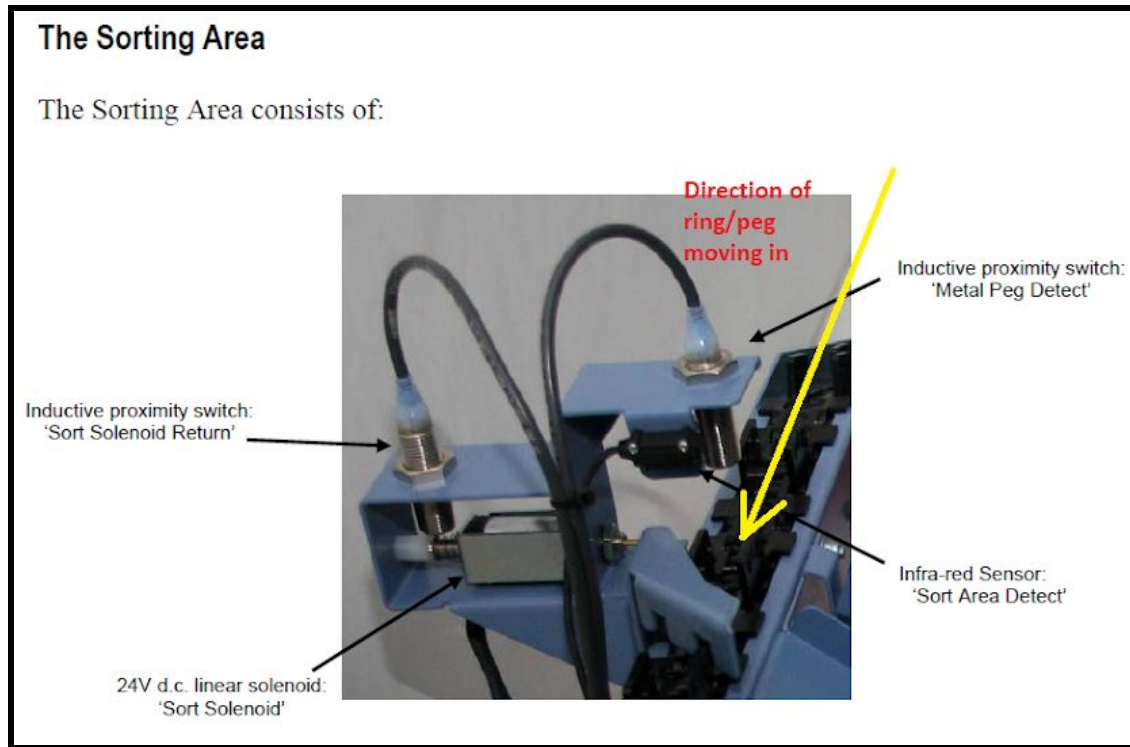 The Sorting Area
The Sorting Area consists of:
Direction of
ring/peg
moving in
Inductive proximity switch:
'Metal Peg Detect'
Inductive proximity switch:
'Sort Solenoid Return'
Infra-red Sensor:
'Sort Area Detect'
24V d.c. linear solenoid:
'Sort Solenoid'